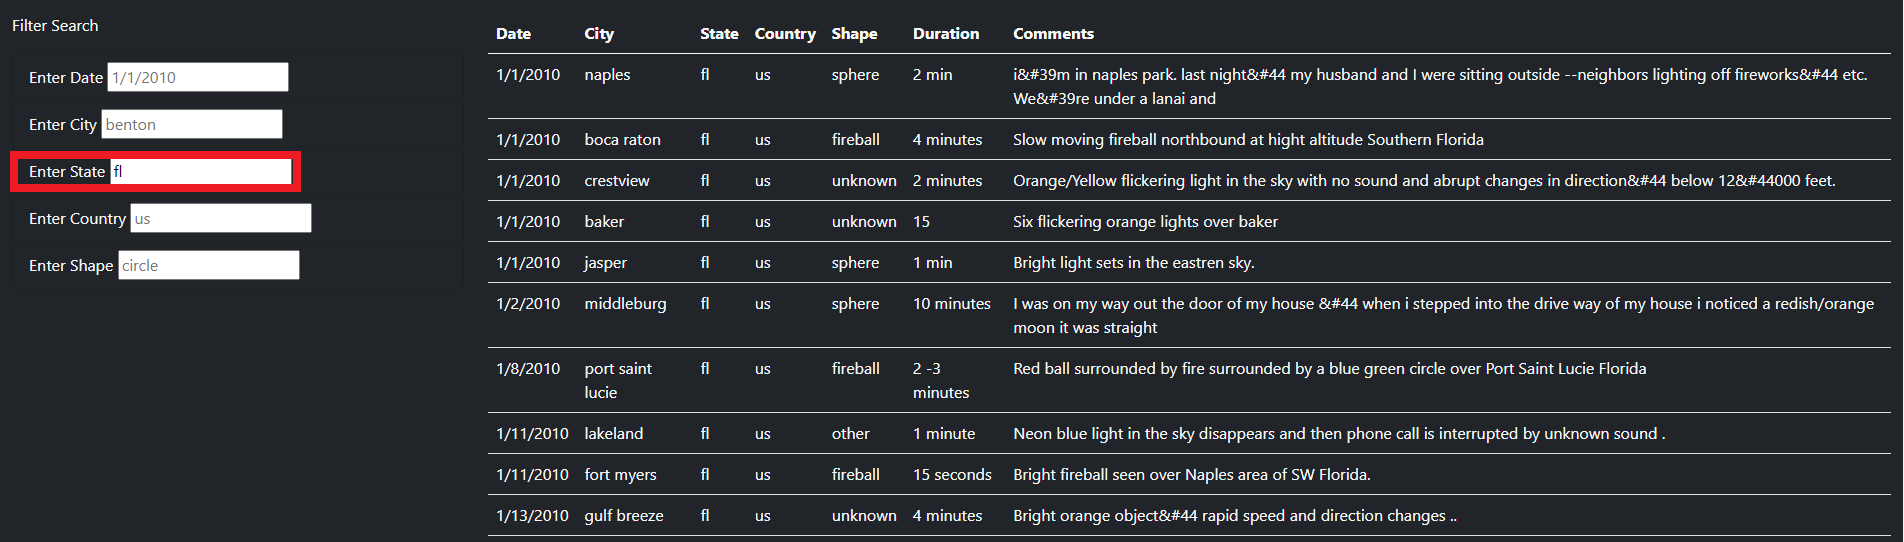 Filter Search
Enter Date 1/1/2010
Enter City benton
Enter State fl
Enter Country us
Enter Shape circle
Date City State Country Shape Duration Comments
1/1/2010 naples fl us sphere 2 min i&#39m in naples park. last night&#44 my husband and I were sitting outside --neighbors lighting off fireworks&#44 etc.
We&#39re under a lanai and
1/1/2010 boca raton fl us fireball 4 minutes Slow moving fireball northbound at hight altitude Southern Florida
1/1/2010 crestview fl us unknown 2 minutes Orange/Yellow flickering light in the sky with no sound and abrupt changes in direction&#44 below 12&#44000 feet.
1/1/2010 baker fl us unknown 15 Six flickering orange lights over baker
1/1/2010 jasper fl us sphere 1 min Bright light sets in the eastren sky.
1/2/2010 middleburg fl us sphere 10 minutes I was on my way out the door of my house &#44 when i stepped into the drive way of my house i noticed a redish/orange
moon it was straight
1/8/2010 port saint fl us fireball 2 -3 Red ball surrounded by fire surrounded by a blue green circle over Port Saint Lucie Florida
lucie minutes
1/11/2010 lakeland fl us other 1 minute Neon blue light in the sky disappears and then phone call is interrupted by unknown sound .
1/11/2010 fort myers fl us fireball 15 seconds Bright fireball seen over Naples area of SW Florida.
1/13/2010 gulf breeze fl us unknown 4 minutes Bright orange object&#44 rapid speed and direction changes ..